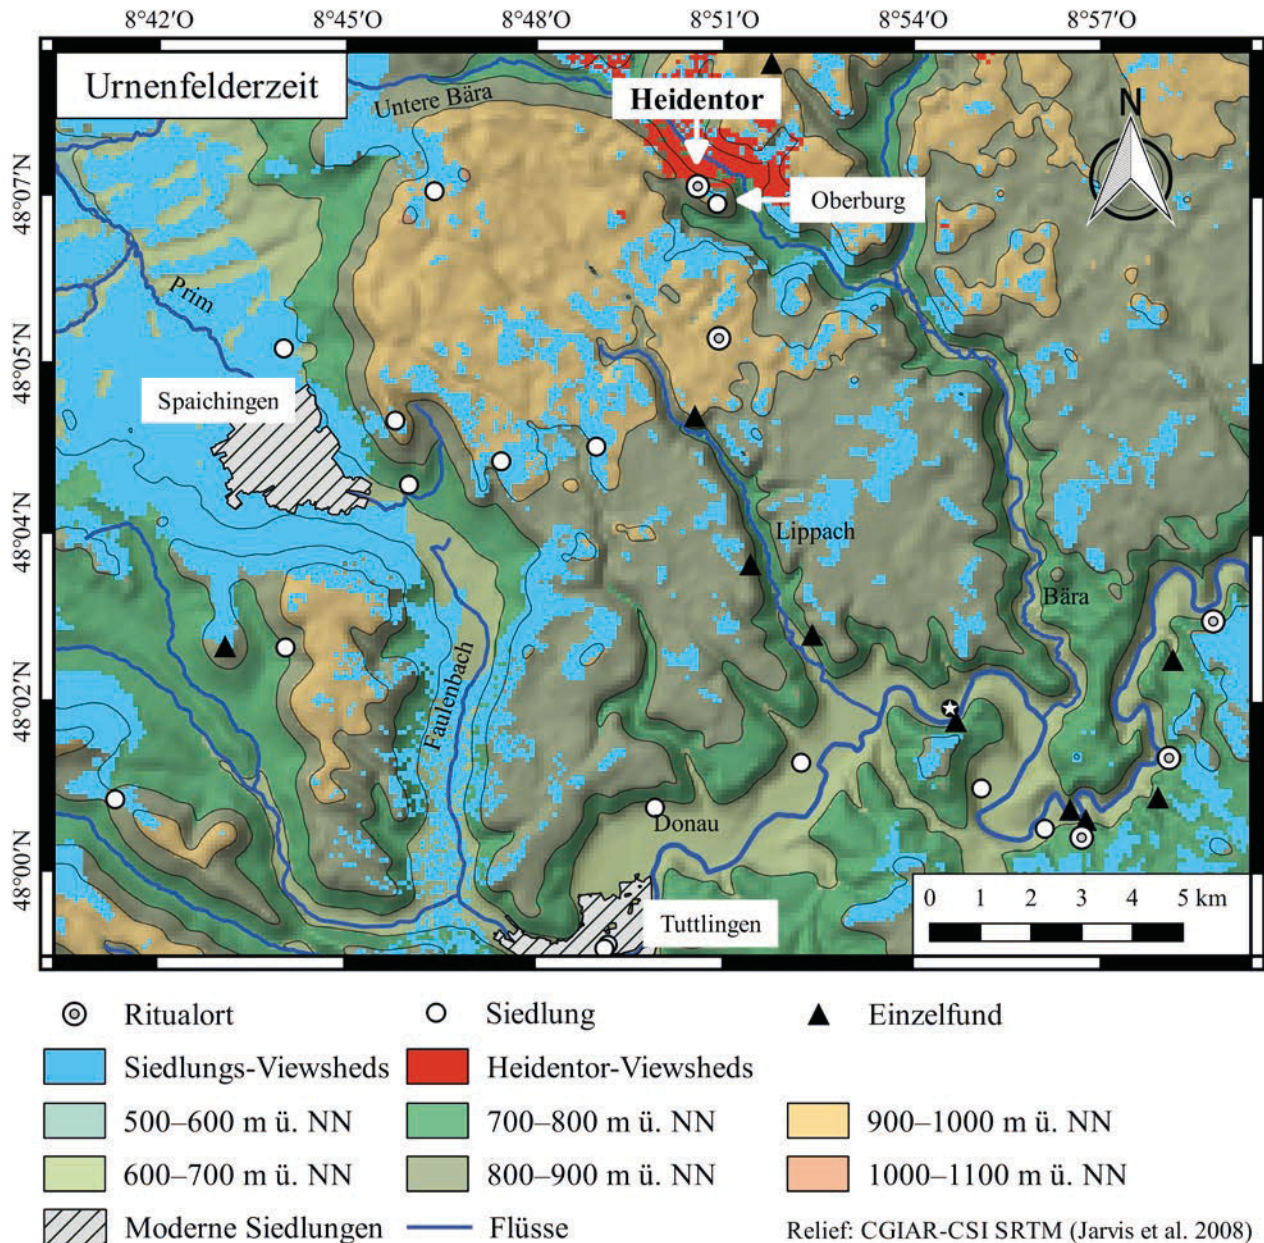 8°42'O 8°45'O 8°48'O 8°51'O 8°54'O 8°57'O
Urnenfelderzeit
Untere Bära
Heidentor
N
48°07'N
Oberburg
Prim
48°05'N
Spaichingen
48°04'N
Lippach
Bära
48°02'N
Faulenbach
Donau
48°00'N
0 1 2 3 4 5 km
Tuttlingen
Ritualort Siedlung Einzelfund
Siedlungs-Viewsheds Heidentor-Viewsheds
500–600 m ü. NN 700–800 m ü. NN 900–1000 m ü. NN
600–700 m ü. NN 800–900 m ü. NN 1000–1100 m ü. NN
Moderne Siedlungen Flüsse Relief: CGIAR-CSI SRTM (Jarvis et al. 2008)